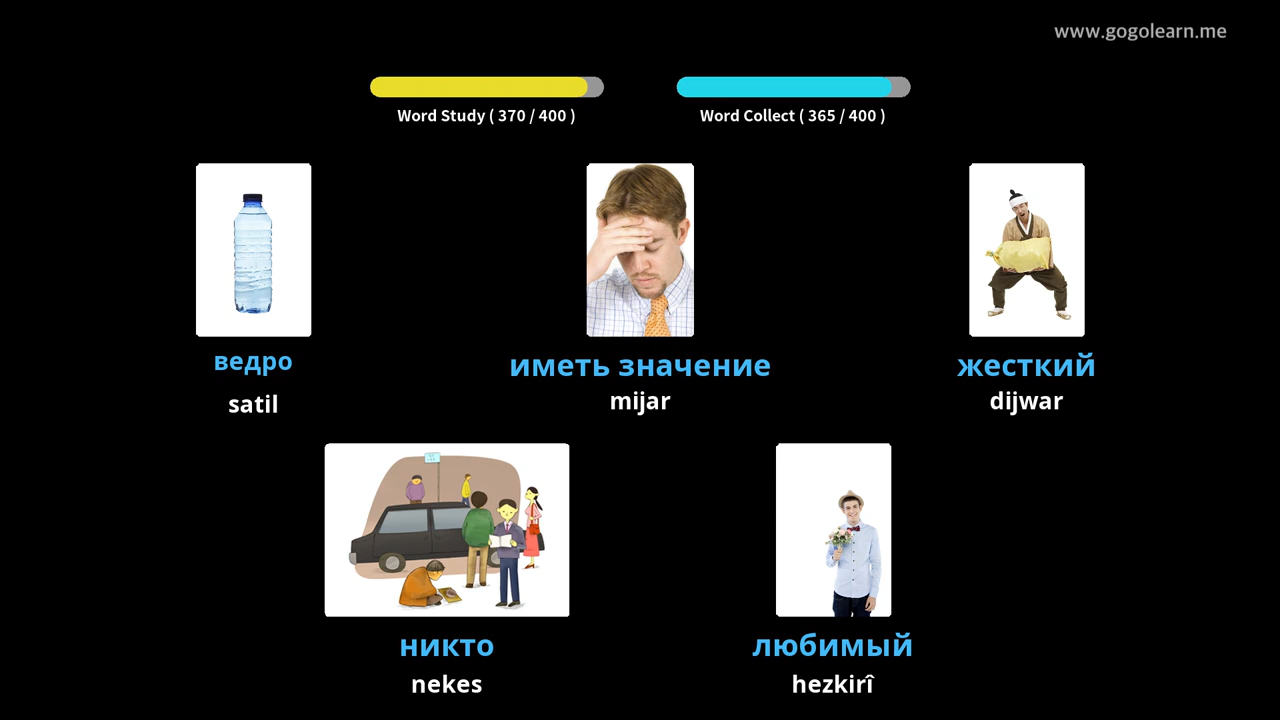 www.gogolearn.me
Word Study ( 370 / 400 )
Word Collect ( 365 / 400 )
ведро
satil
иметь значение
mijar
жесткий
dijwar
никто
nekes
любимый
hezkirî